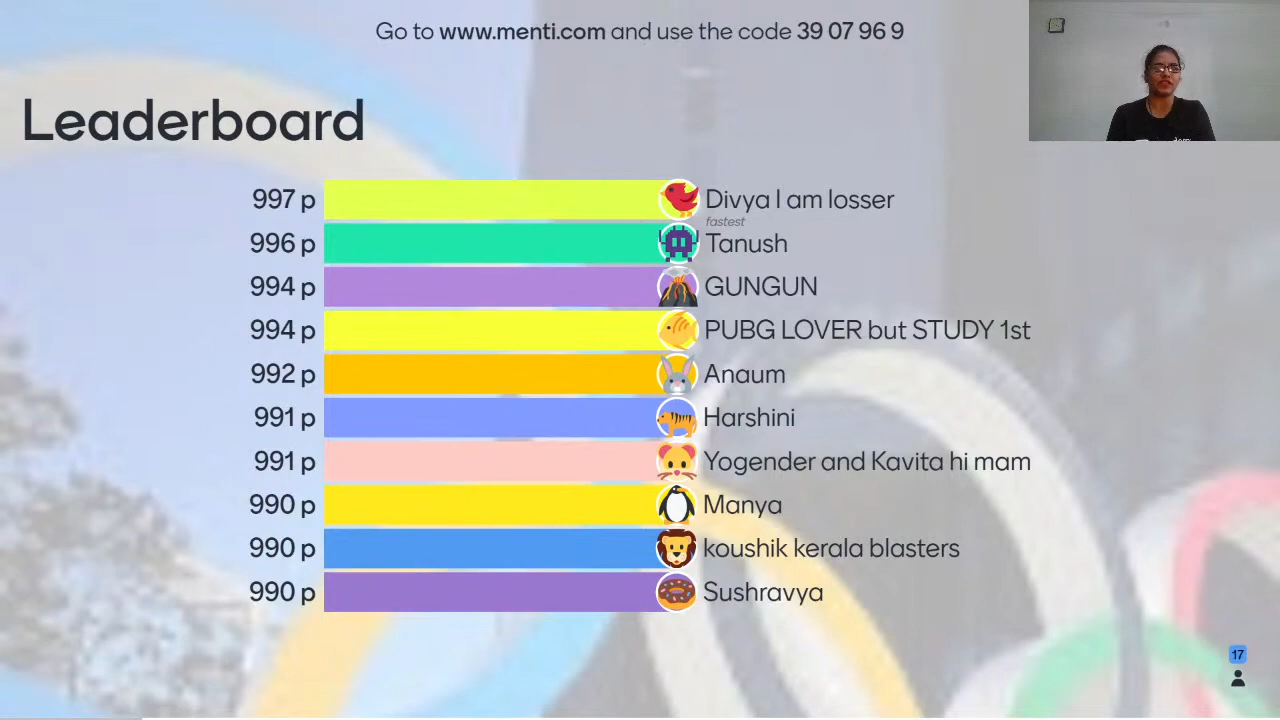 Go to www.menti.com and use the code 39 07 96 9
Leaderboard
997 p Divya I am losser
fastest
996 p Tanush
994 p GUNGUN
994 p PUBG LOVER but STUDY 1st
992 p Anaum
991 p Harshini
991 p Yogender and Kavita hi mam
990 p Manya
990 p koushik kerala blasters
990 p Sushravya
17